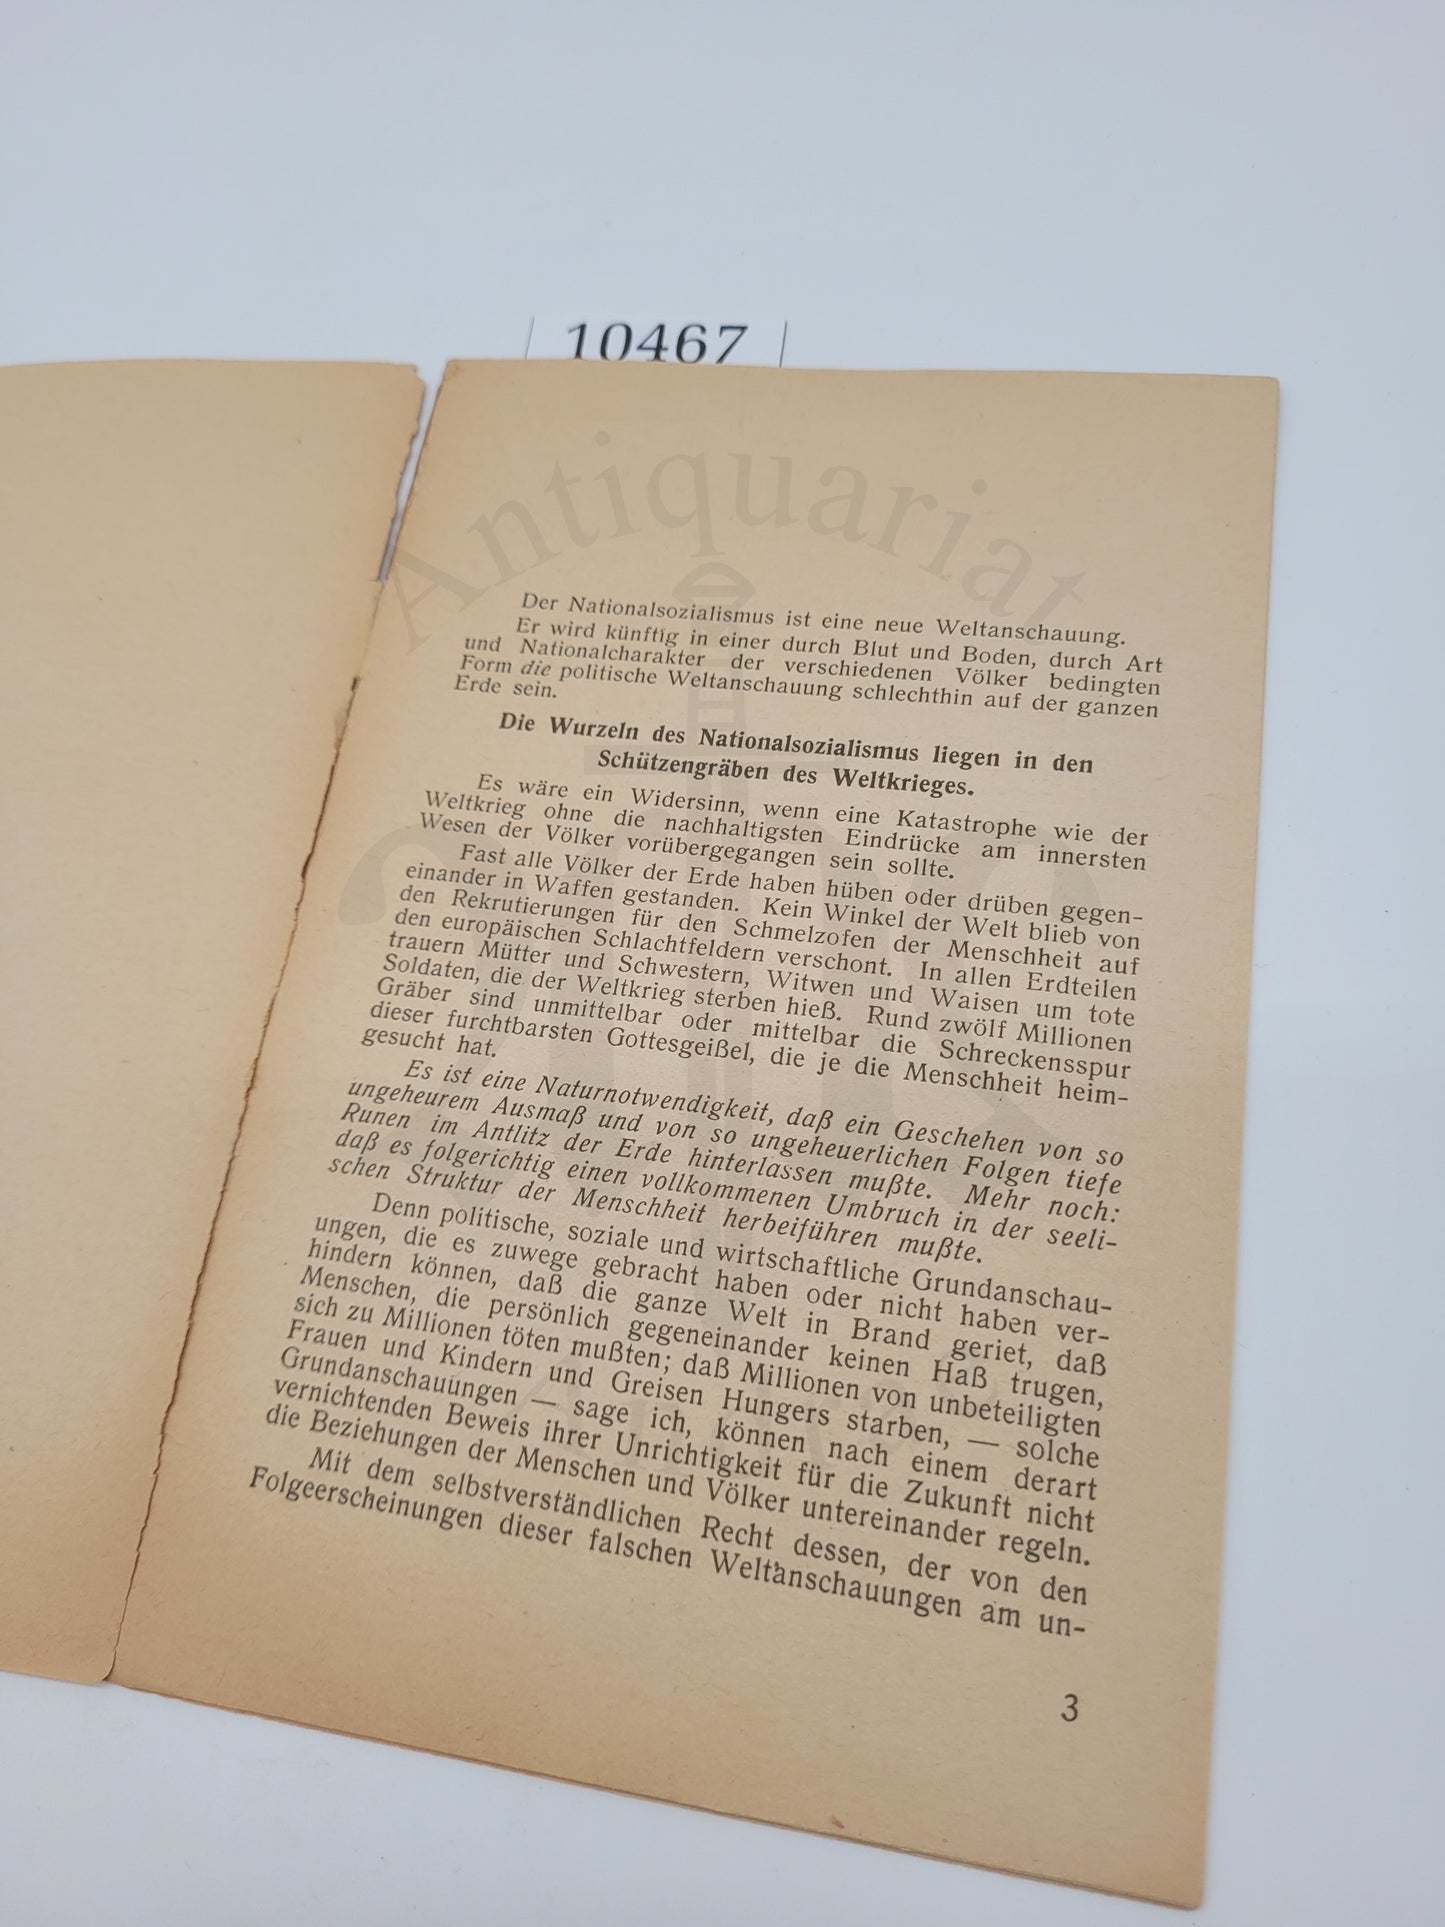 10467
Antiquariat
Der Nationalsozialismus ist eine neue Weltanschauung.
Er wird künftig in einer durch Blut und Boden, durch Art
und Nationalcharakter der verschiedenen Völker bedingten
Form die politische Weltanschauung schlechthin auf der ganzen
Erde sein.
Die Wurzeln des Nationalsozialismus liegen in den
Schützengräben des Weltkrieges.
Es wäre ein Widersinn, wenn eine Katastrophe wie der
Weltkrieg ohne die nachhaltigsten Eindrücke am innersten
Wesen der Völker vorübergegangen sein sollte.
Fast alle Völker der Erde haben hüben oder drüben gegen-
einander in Waffen gestanden. Kein Winkel der Welt blieb von
den Rekrutierungen für den Schmelzofen der Menschheit auf
den europäischen Schlachtfeldern verschont. In allen Erdteilen
trauern Mütter und Schwestern, Witwen und Waisen um tote
Soldaten, die der Weltkrieg sterben hieß. Rund zwölf Millionen
Gräber sind unmittelbar oder mittelbar die Schreckensspur
dieser furchtbarsten Gottesgeißel, die je die Menschheit heim-
gesucht hat.
Es ist eine Naturnotwendigkeit, daß ein Geschehen von so
ungeheurem Ausmaß und von so ungeheuerlichen Folgen tiefe
Runen im Antlitz der Erde hinterlassen mußte. Mehr noch:
daß es folgerichtig einen vollkommenen Umbruch in der seeli-
schen Struktur der Menschheit herbeiführen mußte.
Denn politische, soziale und wirtschaftliche Grundanschau-
ungen, die es zuwege gebracht haben oder nicht haben ver-
hindern können, daß die ganze Welt in Brand geriet, daß
Menschen, die persönlich gegeneinander keinen Haß trugen,
sich zu Millionen töten mußten; daß Millionen von unbeteiligten
Frauen und Kindern und Greisen Hungers starben, — solche
Grundanschauungen — sage ich, können nach einem derart
vernichtenden Beweis ihrer Unrichtigkeit für die Zukunft nicht
die Beziehungen der Menschen und Völker untereinander regeln.
Mit dem selbstverständlichen Recht dessen, der von den
Folgeerscheinungen dieser falschen Weltanschauungen am un-
3